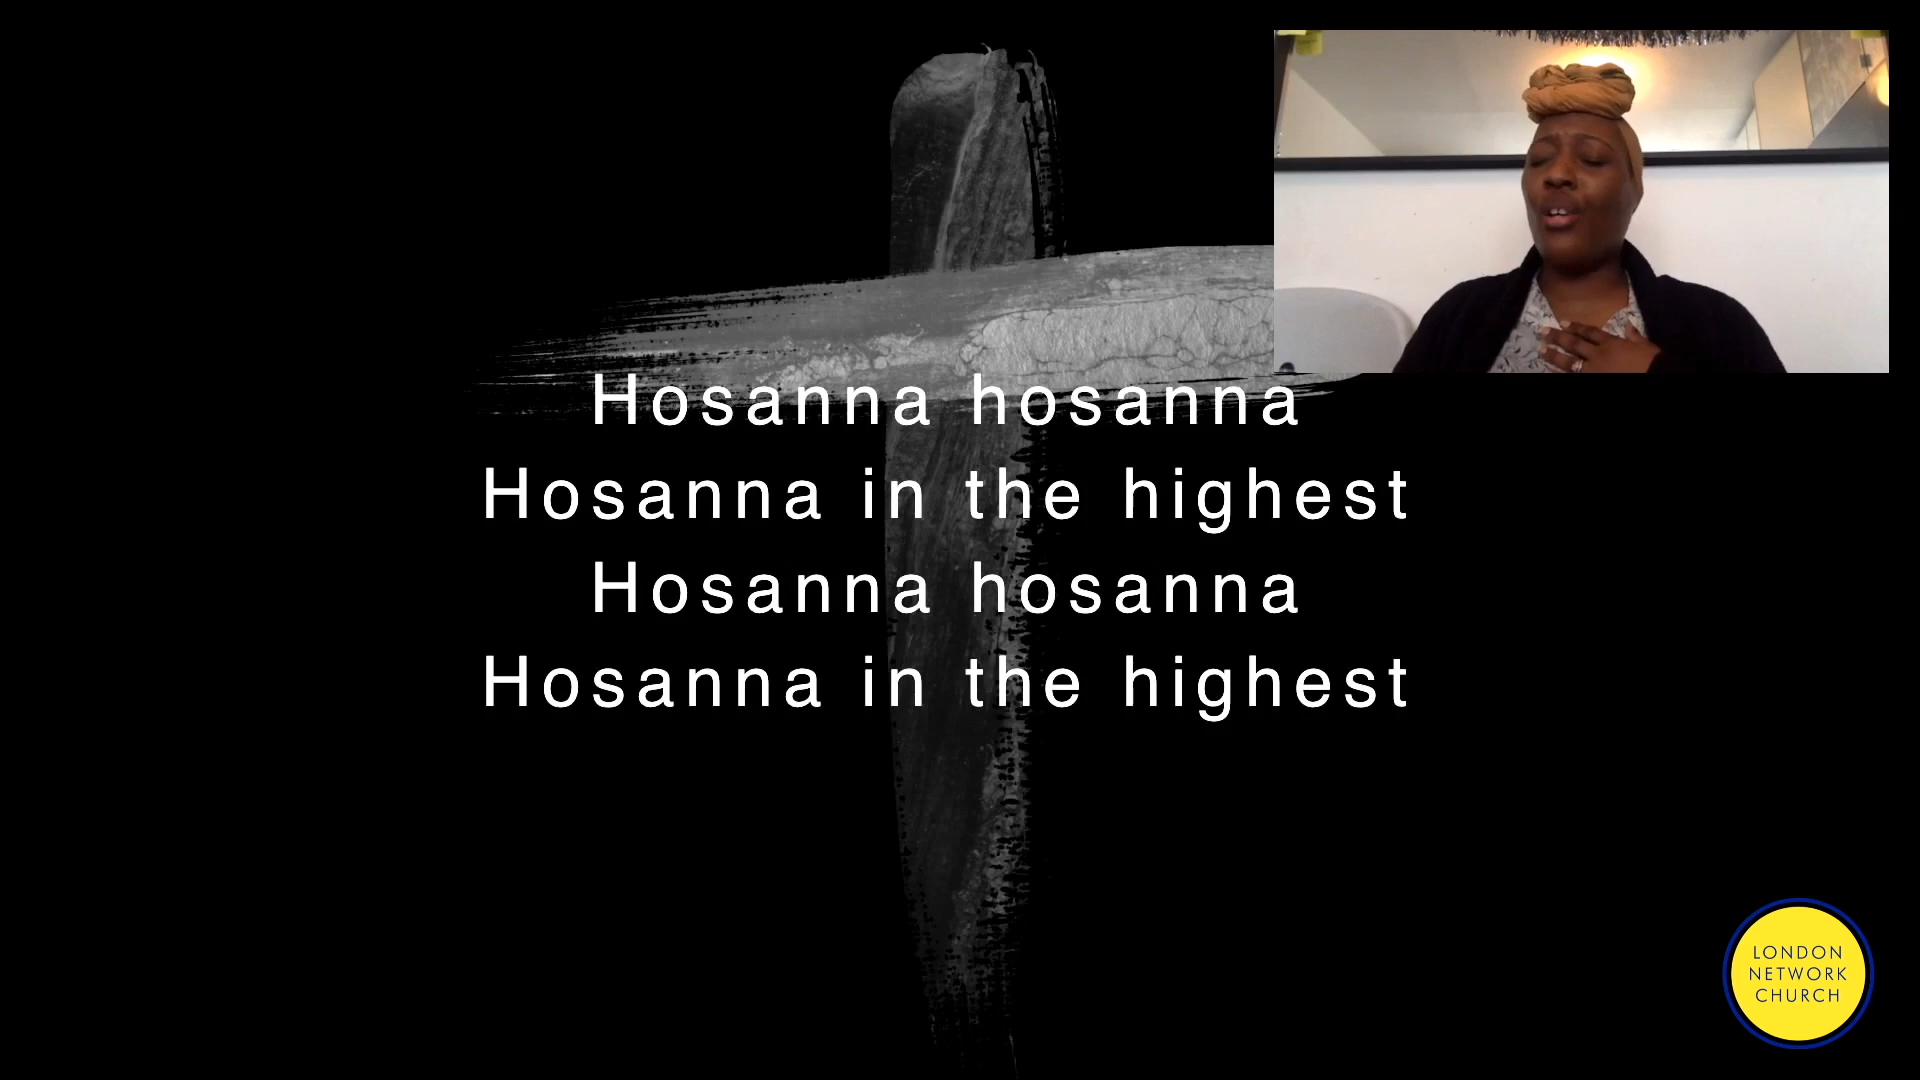 Hosanna hosanna
Hosanna in the highest
Hosanna hosanna
Hosanna in the highest
LONDON
NETWORK
CHURCH